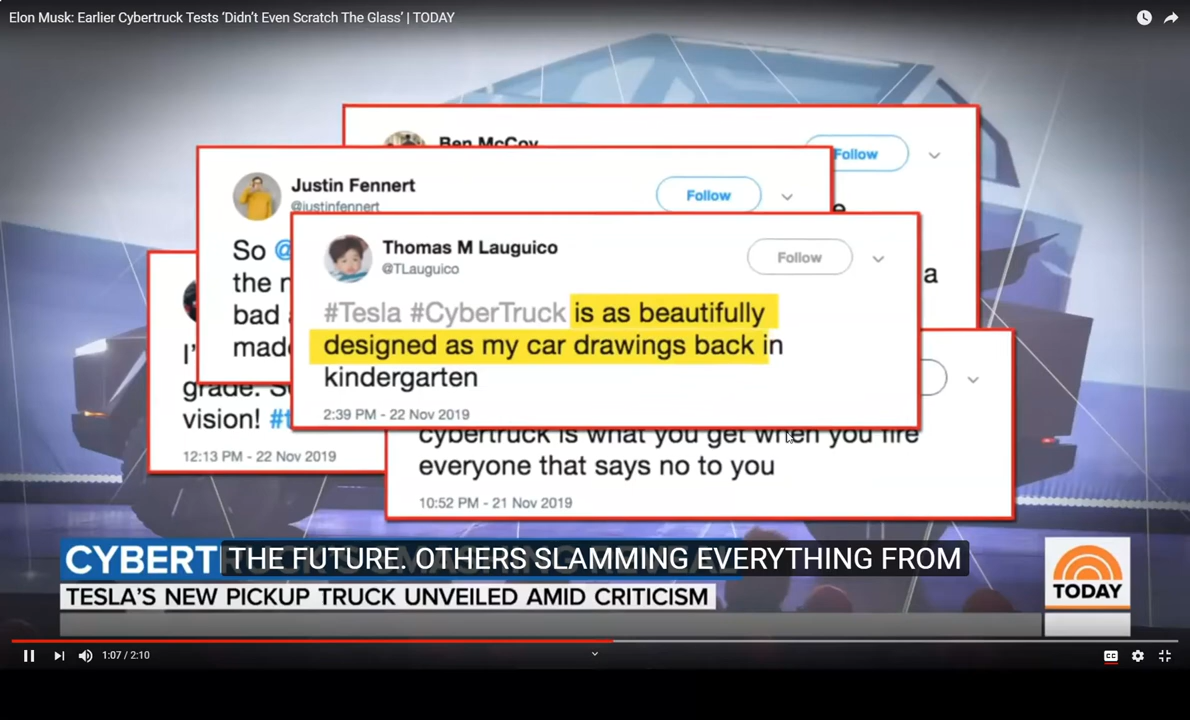 Elon Musk: Earlier Cybertruck Tests ‘Didn’t Even Scratch The Glass’ | TODAY
Ben McCoy
Follow
Justin Fennert
@justinfennert
Follow
So @
the n
bad
made
a
Thomas M Lauguico
@TLauguico
Follow
#Tesla #CyberTruck is as beautifully
designed as my car drawings back in
kindergarten
2:39 PM - 22 Nov 2019
I’
grade. S
vision! #t
12:13 PM - 22 Nov 2019
cybertruck is what you get when you fire
everyone that says no to you
10:52 PM - 21 Nov 2019
CYBERT
THE FUTURE. OTHERS SLAMMING EVERYTHING FROM
TESLA’S NEW PICKUP TRUCK UNVEILED AMID CRITICISM
TODAY
1:07 / 2:10
CC